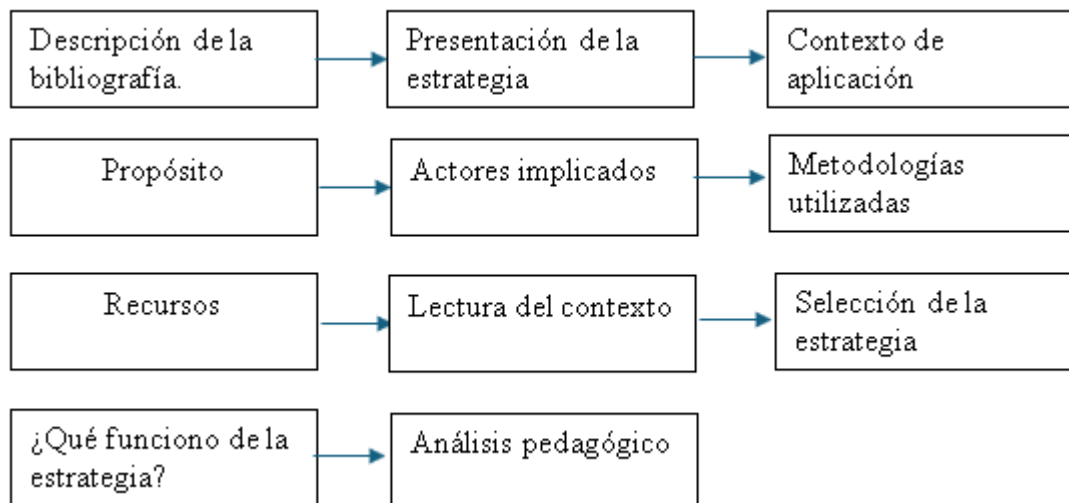 Descripción de la
bibliografía.
Presentación de la
estrategia
Contexto de
aplicación
Propósito
Actores implicados
Metodologías
utilizadas
Recursos
Lectura del contexto
Selección de la
estrategia
¿Qué funciono de la
estrategia?
Análisis pedagógico